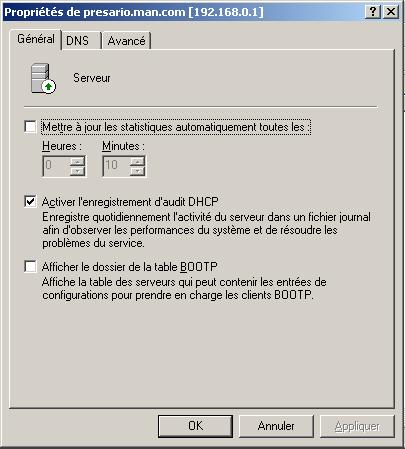 Propriétés de presario.man.com [192.168.0.1]
Général DNS Avancé
Serveur
Mettre à jour les statistiques automatiquement toutes les :
Heures : Minutes :
0 10
Activer l'enregistrement d'audit DHCP
Enregistre quotidiennement l'activité du serveur dans un fichier journal
afin d'observer les performances du système et de résoudre les
problèmes du service.
Afficher le dossier de la table BOOTP
Affiche la table des serveurs qui peut contenir les entrées de
configurations pour prendre en charge les clients BOOTP.
OK Annuler Appliquer